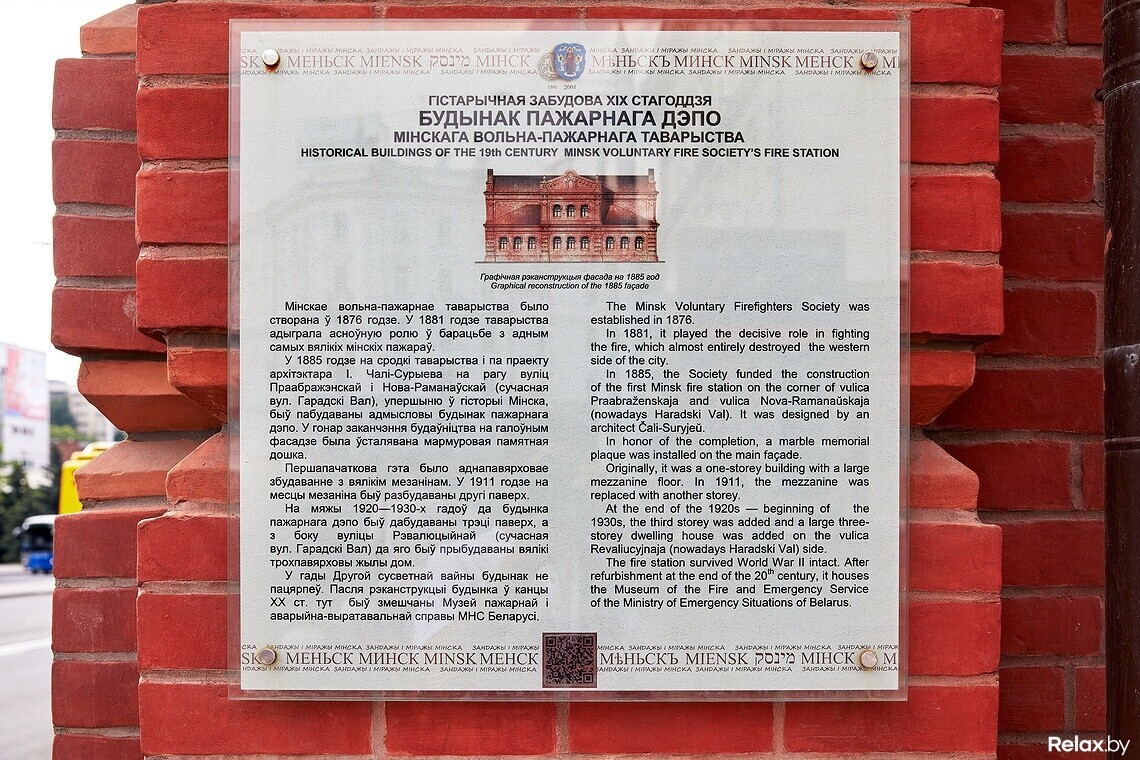 ЗАНДАЖЫ І МІРАЖЫ МІНСКА, ЗАНДАЖЫ І МІРАЖЫ МІНСКА, ЗАНДАЖЫ І МІРАЖЫ
SK МЕНЬСК MIENSK מינסק МІНСК МѢНЬСКЪ МИНСК MINSK МЕНСК
1591 2001
ГІСТАРЫЧНАЯ ЗАБУДОВА XIX СТАГОДДЗЯ
БУДЫНАК ПАЖАРНАГА ДЭПО
МІНСКАГА ВОЛЬНА-ПАЖАРНАГА ТАВАРЫСТВА
HISTORICAL BUILDINGS OF THE 19th CENTURY MINSK VOLUNTARY FIRE SOCIETY'S FIRE STATION
Графічная рэканструкцыя фасада на 1885 год
Graphical reconstruction of the 1885 façade
Мінскае вольна-пажарнае таварыства было
створана ў 1876 годзе. У 1881 годзе таварыства
адыграла асноўную ролю ў барацьбе з адным
самых вялікіх мінскіх пажараў.
У 1885 годзе на сродкі таварыства і па праекту
архітэктара І. Чалі-Сурыева на рагу вуліц
Праабражэнскай і Нова-Раманаўскай (сучасная
вул. Гарадскі Вал), упершыню ў гісторыі Мінска,
быў пабудаваны адмысловы будынак пажарнага
дэпо. У гонар заканчэння будаўніцтва на галоўным
фасадзе была ўсталявана мармуровая памятная
дошка.
Першапачаткова гэта было аднапавярховае
збудаванне з вялікім мезанінам. У 1911 годзе на
месцы мезаніна быў разбудаваны другі паверх.
На мяжы 1920—1930-х гадоў да будынка
пажарнага дэпо быў дабудаваны трэці паверх, а
з боку вуліцы Рэвалюцыйнай (сучасная
вул. Гарадскі Вал) да яго быў прыбудаваны вялікі
трохпавярховы жылы дом.
У гады Другой сусветнай вайны будынак не
пацярпеў. Пасля рэканструкцыі будынка ў канцы
XX ст. тут быў змешчаны Музей пажарнай і
аварыйна-выратавальнай справы МНС Беларусі.
The Minsk Voluntary Firefighters Society was
established in 1876.
In 1881, it played the decisive role in fighting
the fire, which almost entirely destroyed the western
side of the city.
In 1885, the Society funded the construction
of the first Minsk fire station on the corner of vulica
Praabraženskaja and vulica Nova-Ramanaŭskaja
(nowadays Haradski Val). It was designed by an
architect Čali-Suryjeŭ.
In honor of the completion, a marble memorial
plaque was installed on the main façade.
Originally, it was a one-storey building with a large
mezzanine floor. In 1911, the mezzanine was
replaced with another storey.
At the end of the 1920s — beginning of the
1930s, the third storey was added and a large three-
storey dwelling house was added on the vulica
Revaliucyjnaja (nowadays Haradski Val) side.
The fire station survived World War II intact. After
refurbishment at the end of the 20th century, it houses
the Museum of the Fire and Emergency Service
of the Ministry of Emergency Situations of Belarus.
SK МЕНЬСК МИНСК MINSK МЕНСК МѢНЬСКЪ MIENSK מינסק МІНСК
Relax.by